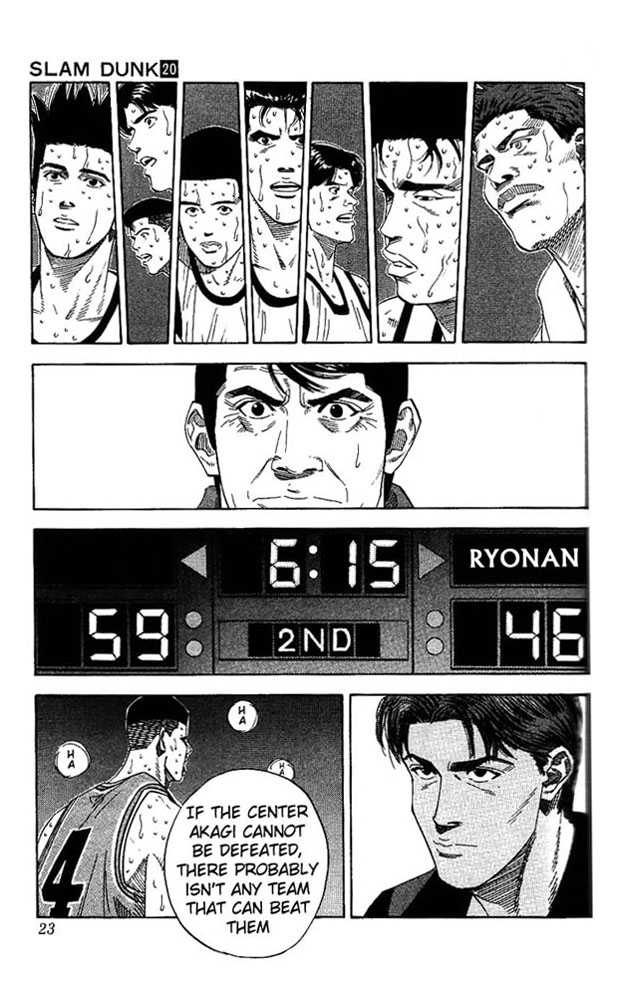 SLAM DUNK 20
6:15
RYONAN
59
2ND
46
HA
HA
HA
IF THE CENTER
AKAGI CANNOT
BE DEFEATED,
THERE PROBABLY
ISN'T ANY TEAM
THAT CAN BEAT
THEM
4
23